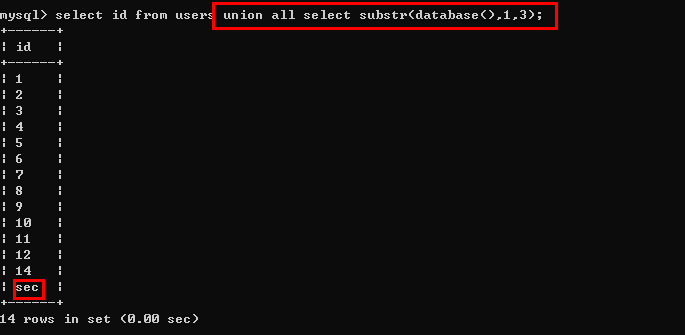 mysql> select id from users union all select substr(database(),1,3);
+------+
¦ id   ¦
+------+
¦ 1    ¦
¦ 2    ¦
¦ 3    ¦
¦ 4    ¦
¦ 5    ¦
¦ 6    ¦
¦ 7    ¦
¦ 8    ¦
¦ 9    ¦
¦ 10   ¦
¦ 11   ¦
¦ 12   ¦
¦ 14   ¦
¦ sec  ¦
+------+
14 rows in set (0.00 sec)